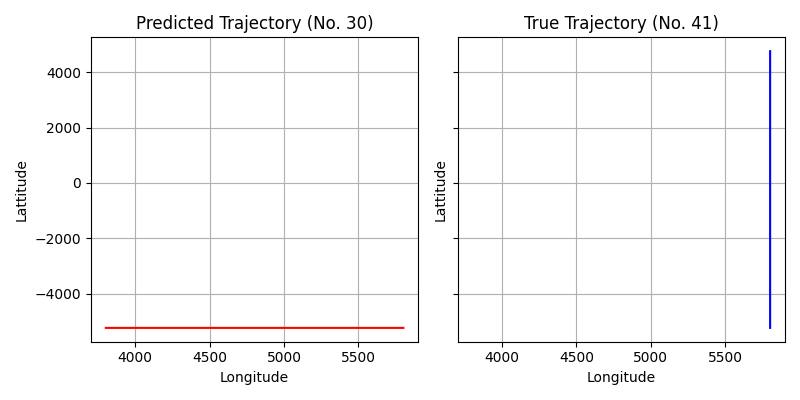 Predicted Trajectory (No. 30)
True Trajectory (No. 41)
Lattitude
4000
2000
0
−2000
−4000
4000
4500
5000
5500
Longitude
Lattitude
4000
4500
5000
5500
Longitude